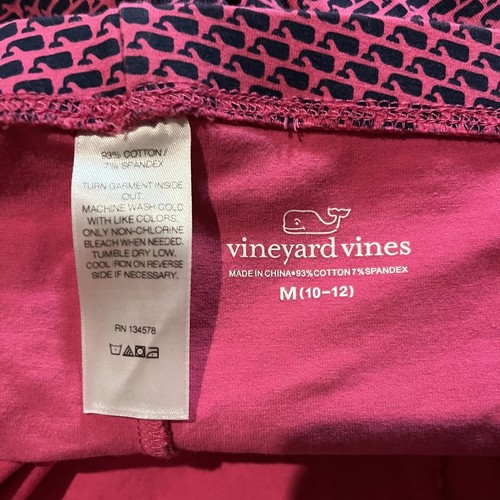 93% COTTON/
7% SPANDEX
TURN GARMENT INSIDE
OUT.
MACHINE WASH COLD
WITH LIKE COLORS.
ONLY NON-CHLORINE
BLEACH WHEN NEEDED.
TUMBLE DRY LOW.
COOL IRON ON REVERSE
SIDE IF NECESSARY.
RN 134578
vineyard vines
MADE IN CHINA•93%COTTON7%SPANDEX
M(10-12)